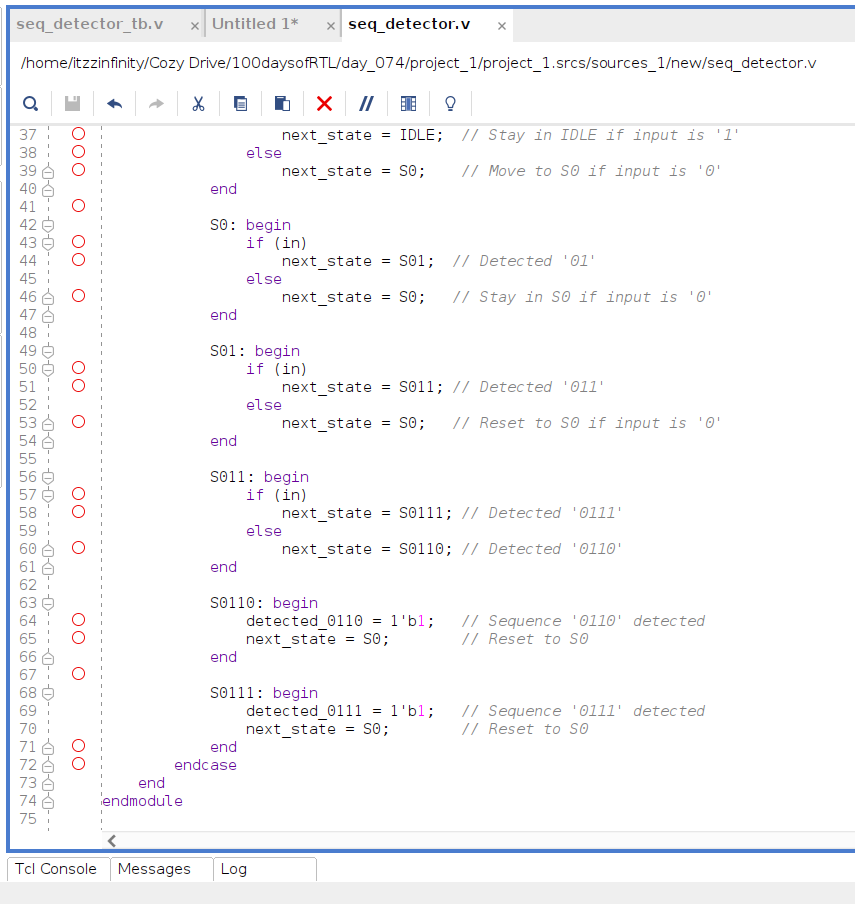 seq_detector_tb.v × Untitled 1* × seq_detector.v ×
/home/itzzinfinity/Cozy Drive/100daysofRTL/day_074/project_1/project_1.srcs/sources_1/new/seq_detector.v
37 next_state = IDLE; // Stay in IDLE if input is '1'
38 else
39 next_state = S0; // Move to S0 if input is '0'
40 end
41
42 S0: begin
43 if (in)
44 next_state = S01; // Detected '01'
45 else
46 next_state = S0; // Stay in S0 if input is '0'
47 end
48
49 S01: begin
50 if (in)
51 next_state = S011; // Detected '011'
52 else
53 next_state = S0; // Reset to S0 if input is '0'
54 end
55
56 S011: begin
57 if (in)
58 next_state = S0111; // Detected '0111'
59 else
60 next_state = S0110; // Detected '0110'
61 end
62
63 S0110: begin
64 detected_0110 = 1'b1; // Sequence '0110' detected
65 next_state = S0; // Reset to S0
66 end
67
68 S0111: begin
69 detected_0111 = 1'b1; // Sequence '0111' detected
70 next_state = S0; // Reset to S0
71 end
72 endcase
73 end
74 endmodule
75
Tcl Console Messages Log